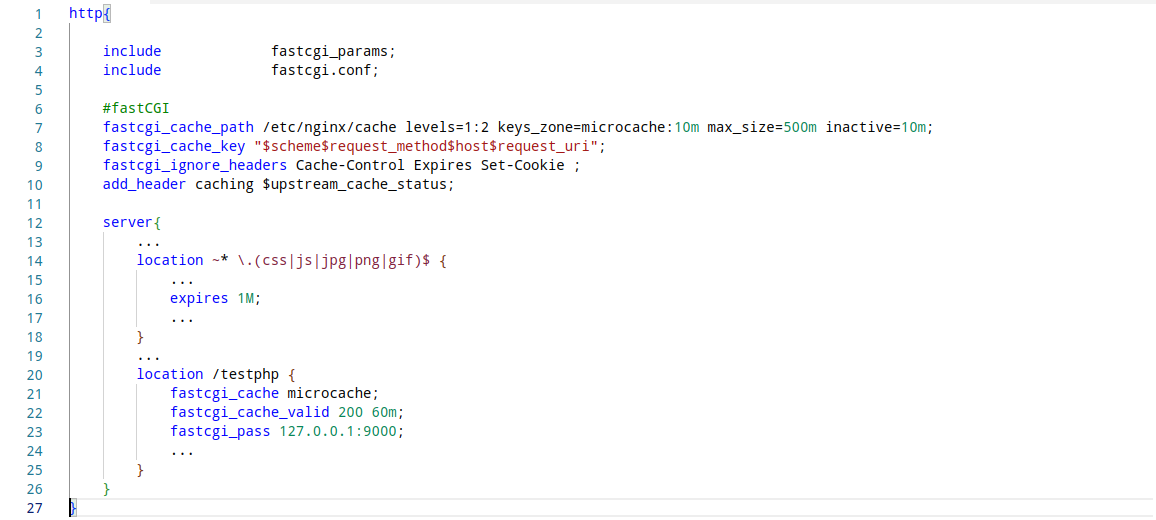 1 http{
2
3     include             fastcgi_params;
4     include             fastcgi.conf;
5
6     #fastCGI
7     fastcgi_cache_path /etc/nginx/cache levels=1:2 keys_zone=microcache:10m max_size=500m inactive=10m;
8     fastcgi_cache_key "$scheme$request_method$host$request_uri";
9     fastcgi_ignore_headers Cache-Control Expires Set-Cookie ;
10     add_header caching $upstream_cache_status;
11
12     server{
13         ...
14         location ~* \.(css|js|jpg|png|gif)$ {
15             ...
16             expires 1M;
17             ...
18         }
19         ...
20         location /testphp {
21             fastcgi_cache microcache;
22             fastcgi_cache_valid 200 60m;
23             fastcgi_pass 127.0.0.1:9000;
24             ...
25         }
26     }
27 }